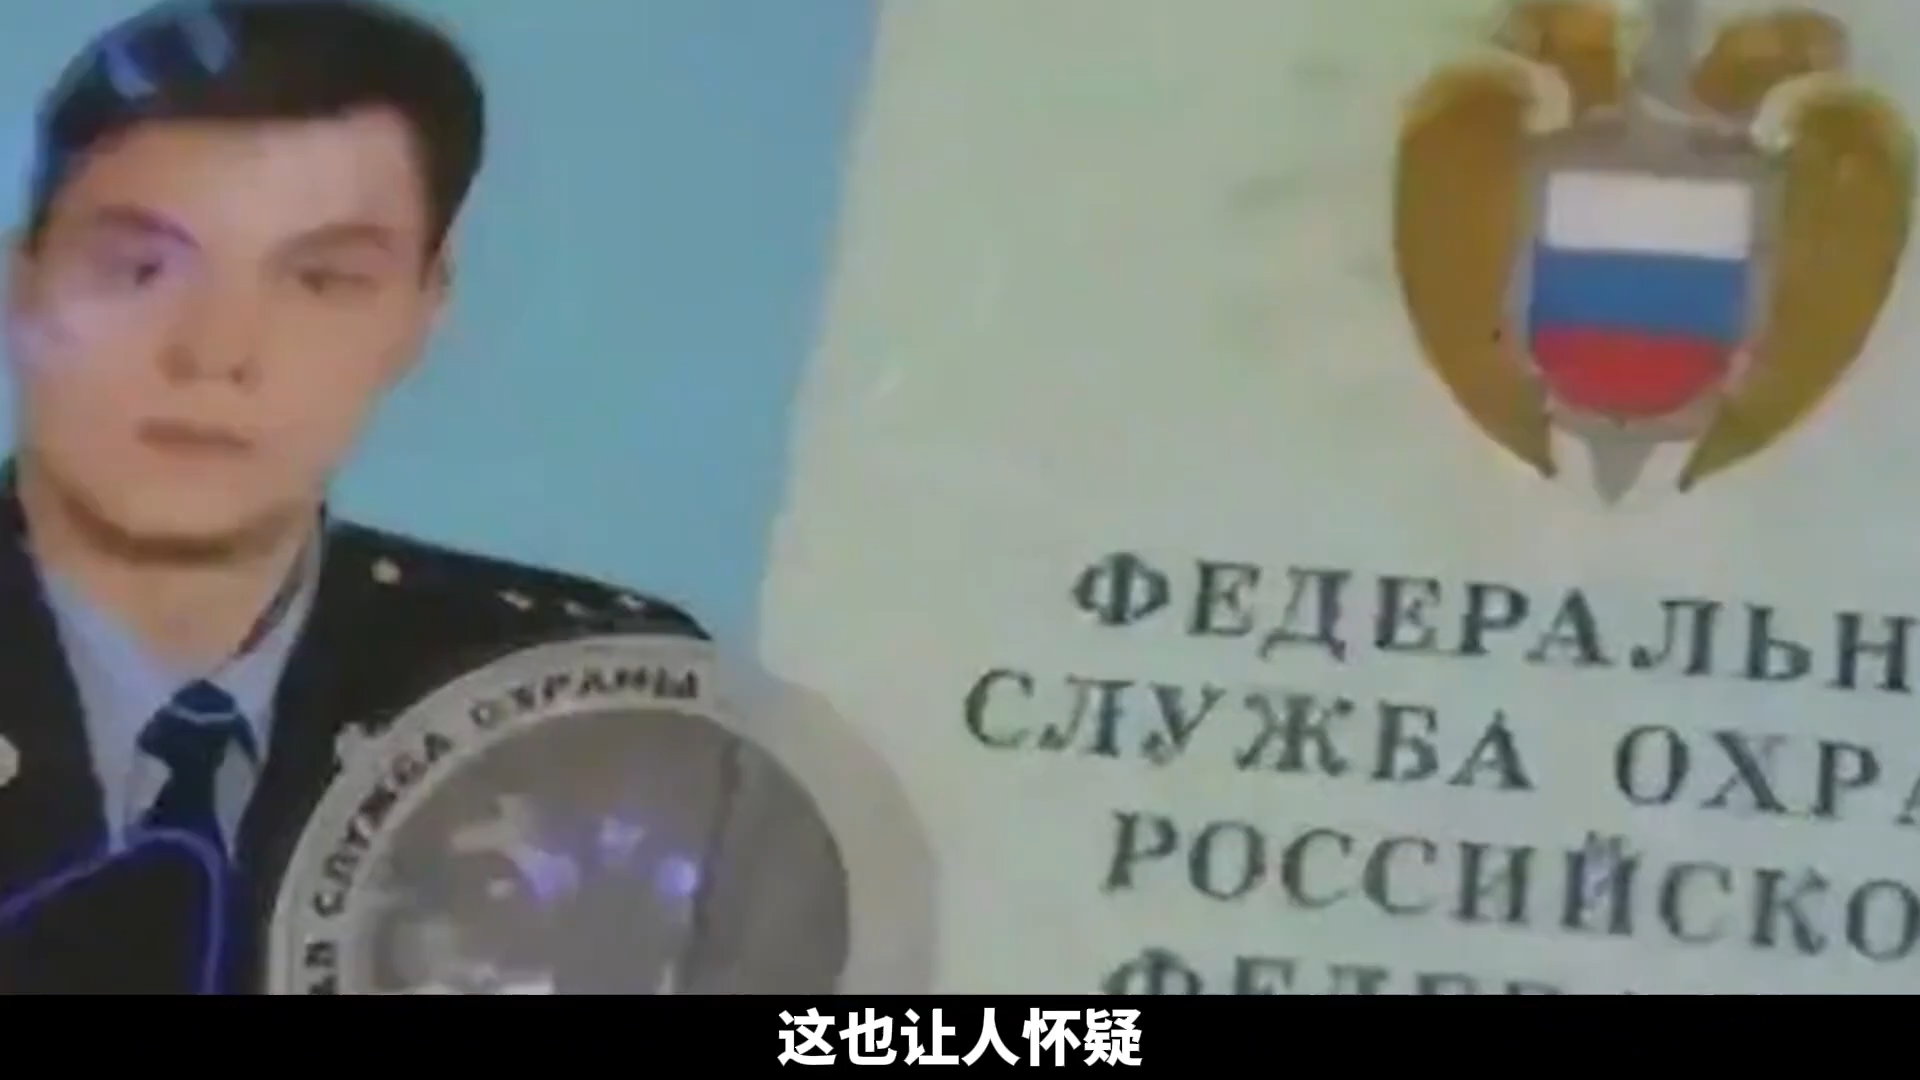 ФЕДЕРАЛЬН
СЛУЖБА ОХРА
РОССИЙСКО
СЛУЖБА ОХРАНЫ
这也让人怀疑